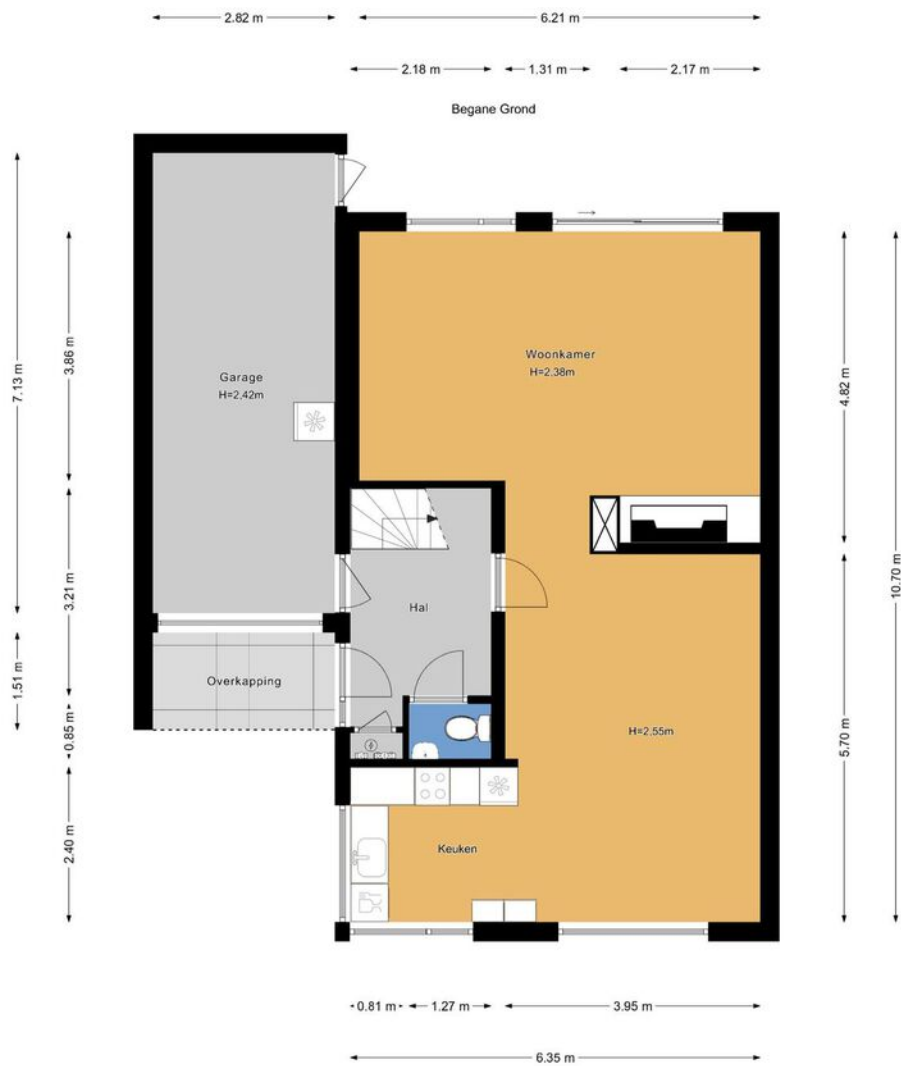 2.82 m
6.21 m
2.18 m
1.31 m
2.17 m
Begane Grond
7.13 m
3.86 m
Garage
H=2,42m
Woonkamer
H=2,38m
4.82 m
10.70 m
3.21 m
Hal
1.51 m
Overkapping
0.85 m
H=2,55m
5.70 m
2.40 m
Keuken
0.81 m
1.27 m
3.95 m
6.35 m